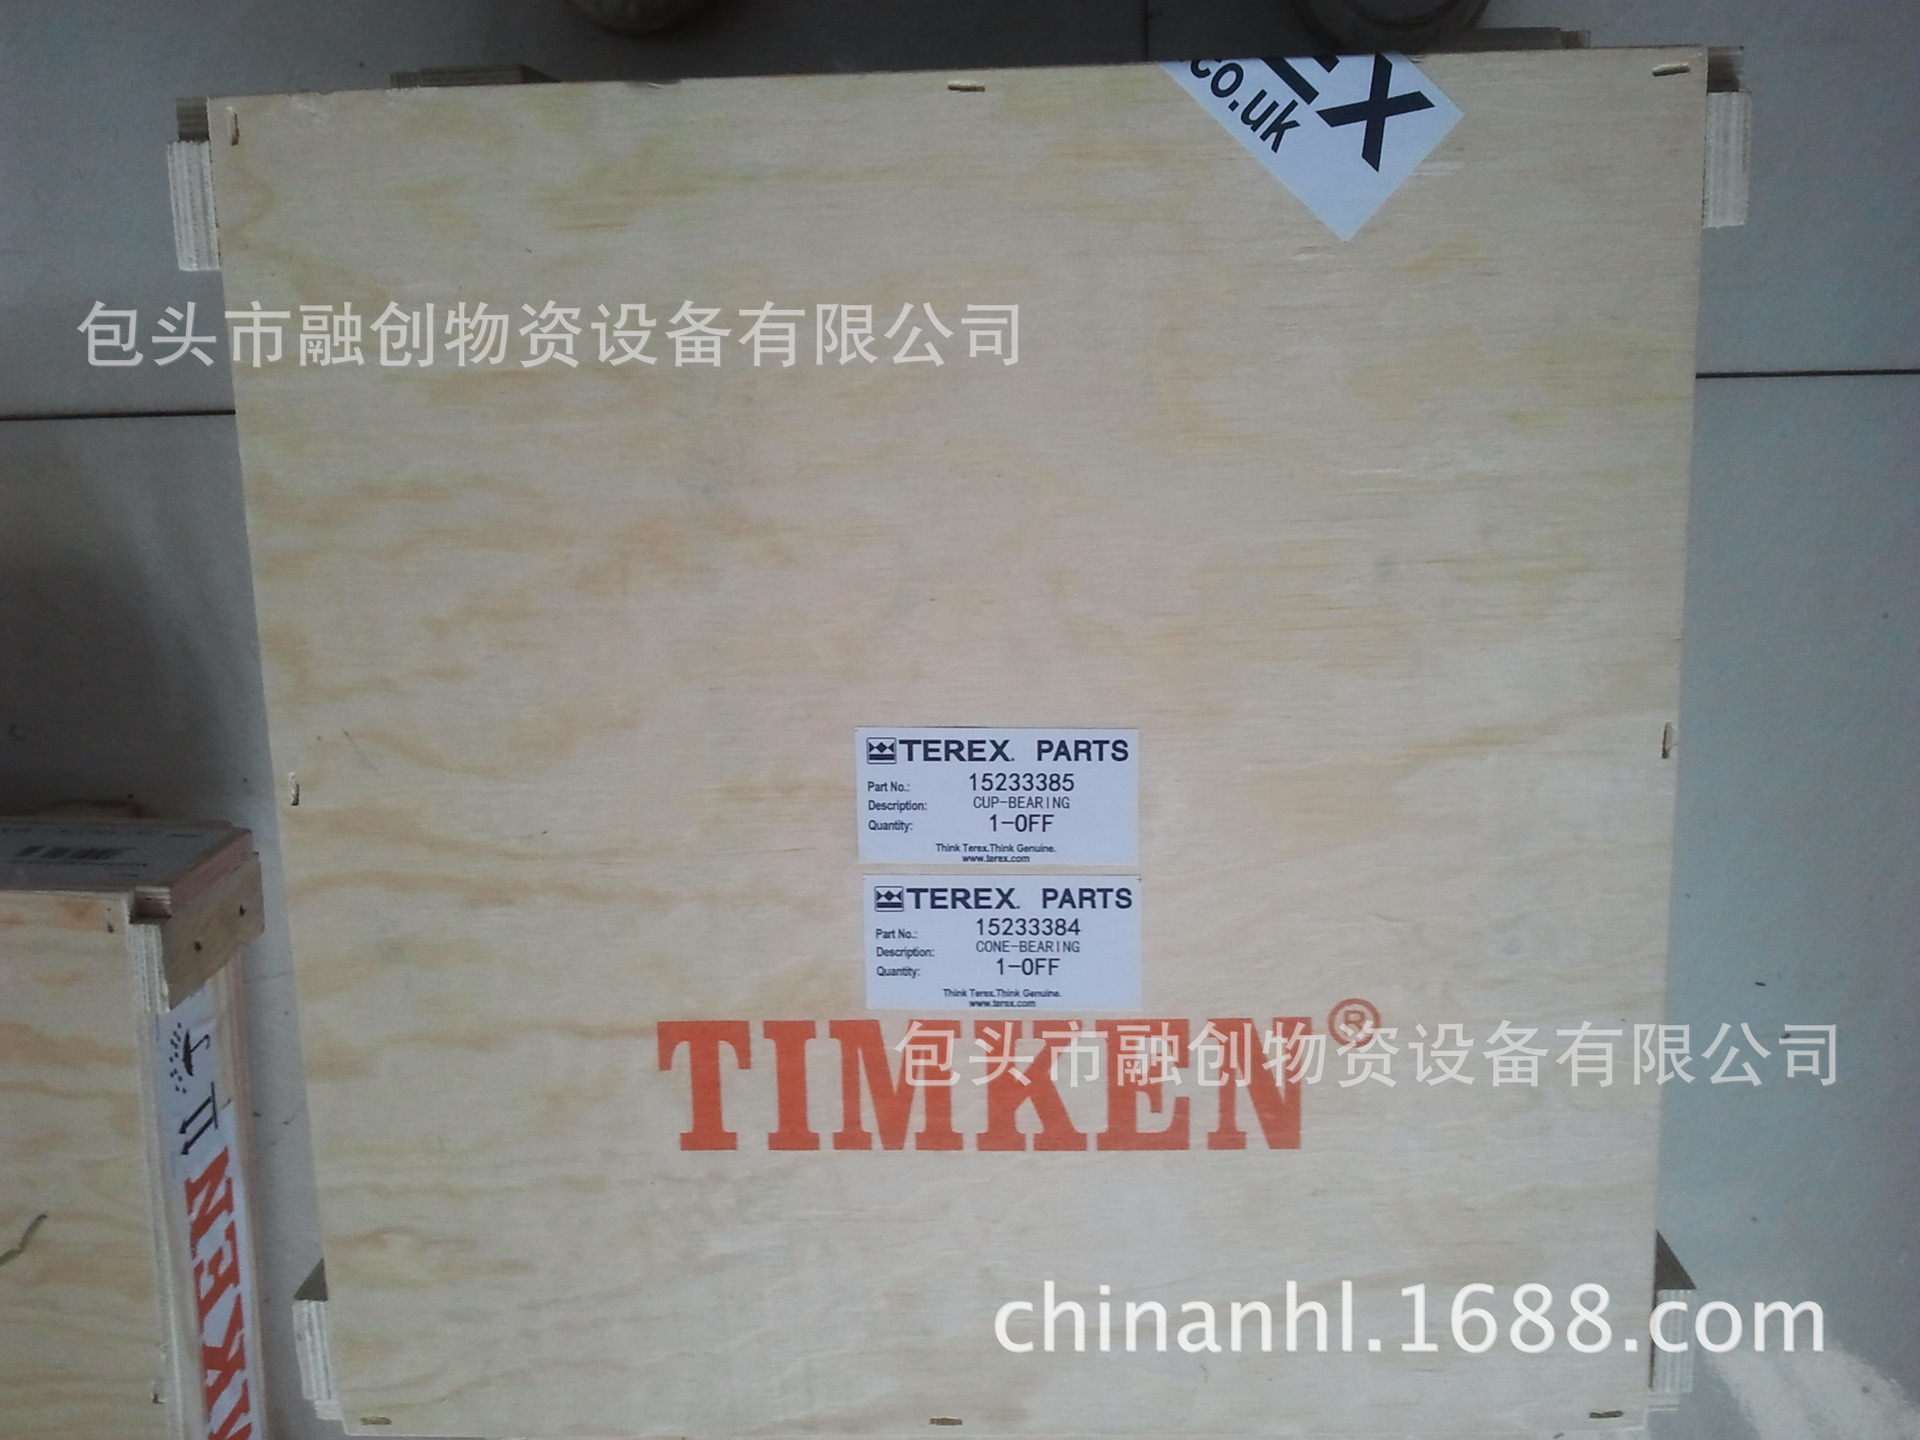 EX
.co.uk
包头市融创物资设备有限公司
TEREX. PARTS
Part No.: 15233385
Description: CUP-BEARING
Quantity: 1-OFF
Think Terex.Think Genuine.
www.terex.com
TEREX. PARTS
Part No.: 15233384
Description: CONE-BEARING
Quantity: 1-OFF
Think Terex.Think Genuine.
www.terex.com
TIMKEN®
包头市融创物资设备有限公司
chinanhl.1688.com